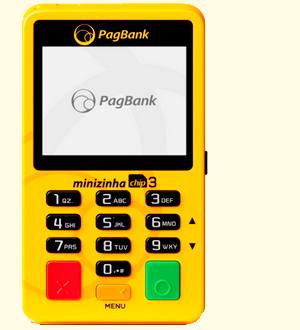 PagBank
PagBank
minizinha chip 3
1 QZ. 2 ABC 3 DEF
4 GHI 5 JKL 6 MNO
7 PRS 8 TUV 9 WXY
0 ,*#
MENU